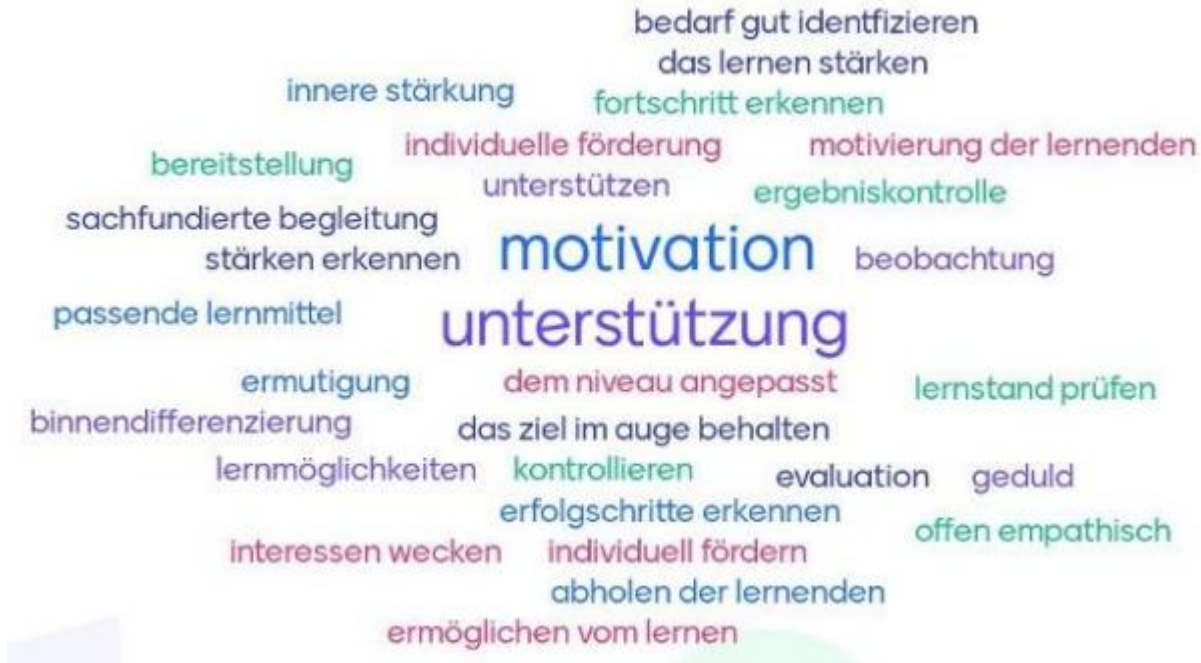 bedarf gut identfizieren
das lernen stärken
innere stärkung
fortschritt erkennen
individuelle förderung
motivierung der lernenden
bereitstellung
unterstützen
ergebniskontrolle
sachfundierte begleitung
motivation
beobachtung
stärken erkennen
passende lernmittel
unterstützung
ermutigung
dem niveau angepasst
lernstand prüfen
binnendifferenzierung
das ziel im auge behalten
lernmöglichkeiten
kontrollieren
evaluation
geduld
erfolgschritte erkennen
offen empathisch
interessen wecken
individuell fördern
abholen der lernenden
ermöglichen vom lernen